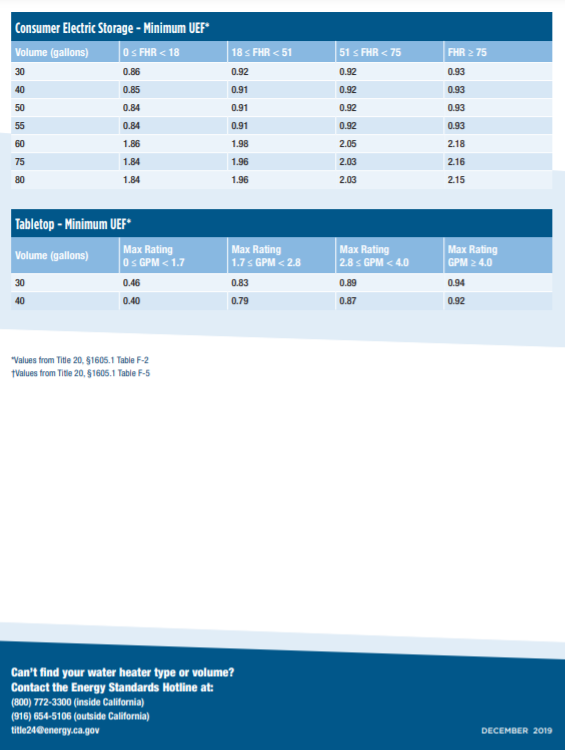 Consumer Electric Storage - Minimum UEF*
Volume (gallons) 0 ≤ FHR < 18 18 ≤ FHR < 51 51 ≤ FHR < 75 FHR ≥ 75
30 0.86 0.92 0.92 0.93
40 0.85 0.91 0.92 0.93
50 0.84 0.91 0.92 0.93
55 0.84 0.91 0.92 0.93
60 1.86 1.98 2.05 2.18
75 1.84 1.96 2.03 2.16
80 1.84 1.96 2.03 2.15
Tabletop - Minimum UEF*
Volume (gallons) Max Rating 0 ≤ GPM < 1.7 Max Rating 1.7 ≤ GPM < 2.8 Max Rating 2.8 ≤ GPM < 4.0 Max Rating GPM ≥ 4.0
30 0.46 0.83 0.89 0.94
40 0.40 0.79 0.87 0.92
*Values from Title 20, §1605.1 Table F-2
†Values from Title 20, §1605.1 Table F-5
Can't find your water heater type or volume?
Contact the Energy Standards Hotline at:
(800) 772-3300 (inside California)
(916) 654-5106 (outside California)
title24@energy.ca.gov
DECEMBER 2019